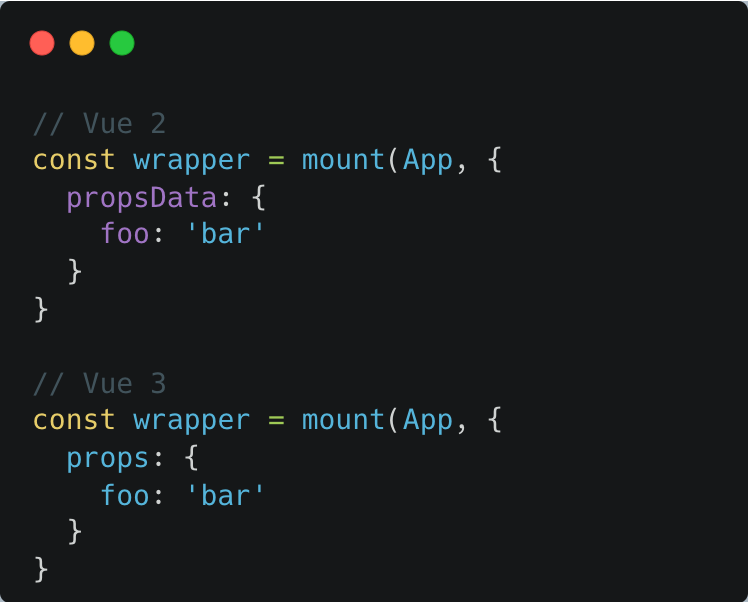 // Vue 2
const wrapper = mount(App, {
  propsData: {
    foo: 'bar'
  }
}
// Vue 3
const wrapper = mount(App, {
  props: {
    foo: 'bar'
  }
}